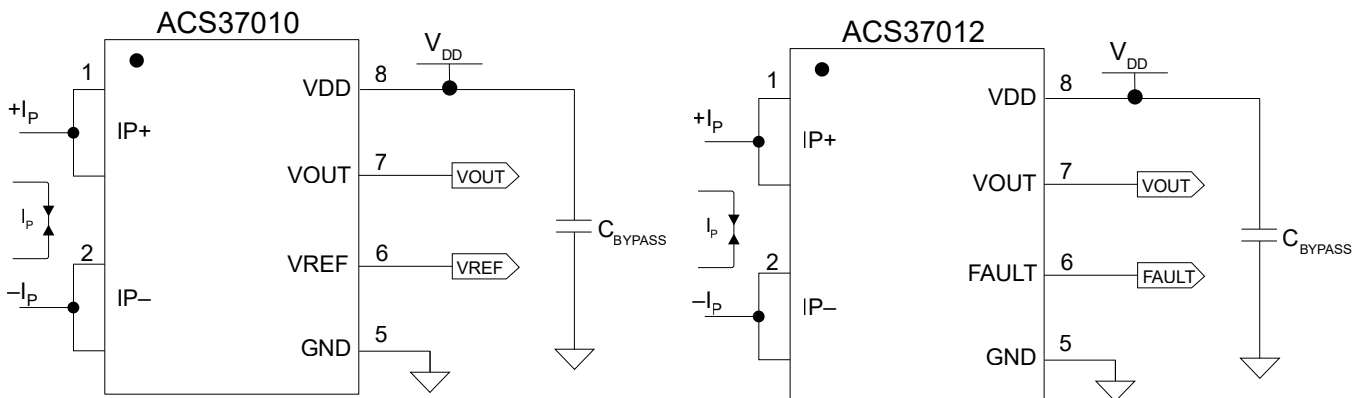 ACS37010
1
+IP
IP+
IP
2
–IP
IP–
VDD
8
VDD
VOUT
7
VOUT
VREF
6
VREF
GND
5
CBYPASS
ACS37012
1
+IP
IP+
IP
2
–IP
IP–
VDD
8
VDD
VOUT
7
VOUT
FAULT
6
FAULT
GND
5
CBYPASS